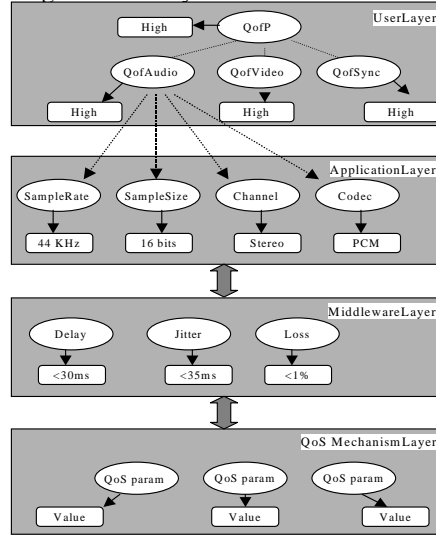 UserLayer
QofP
High
QofAudio
QofVideo
QofSync
High
High
High
ApplicationLayer
SampleRate
SampleSize
Channel
Codec
44 KHz
16 bits
Stereo
PCM
MiddlewareLayer
Delay
Jitter
Loss
<30ms
<35ms
<1%
QoS MechanismLayer
QoS param
QoS param
QoS param
Value
Value
Value